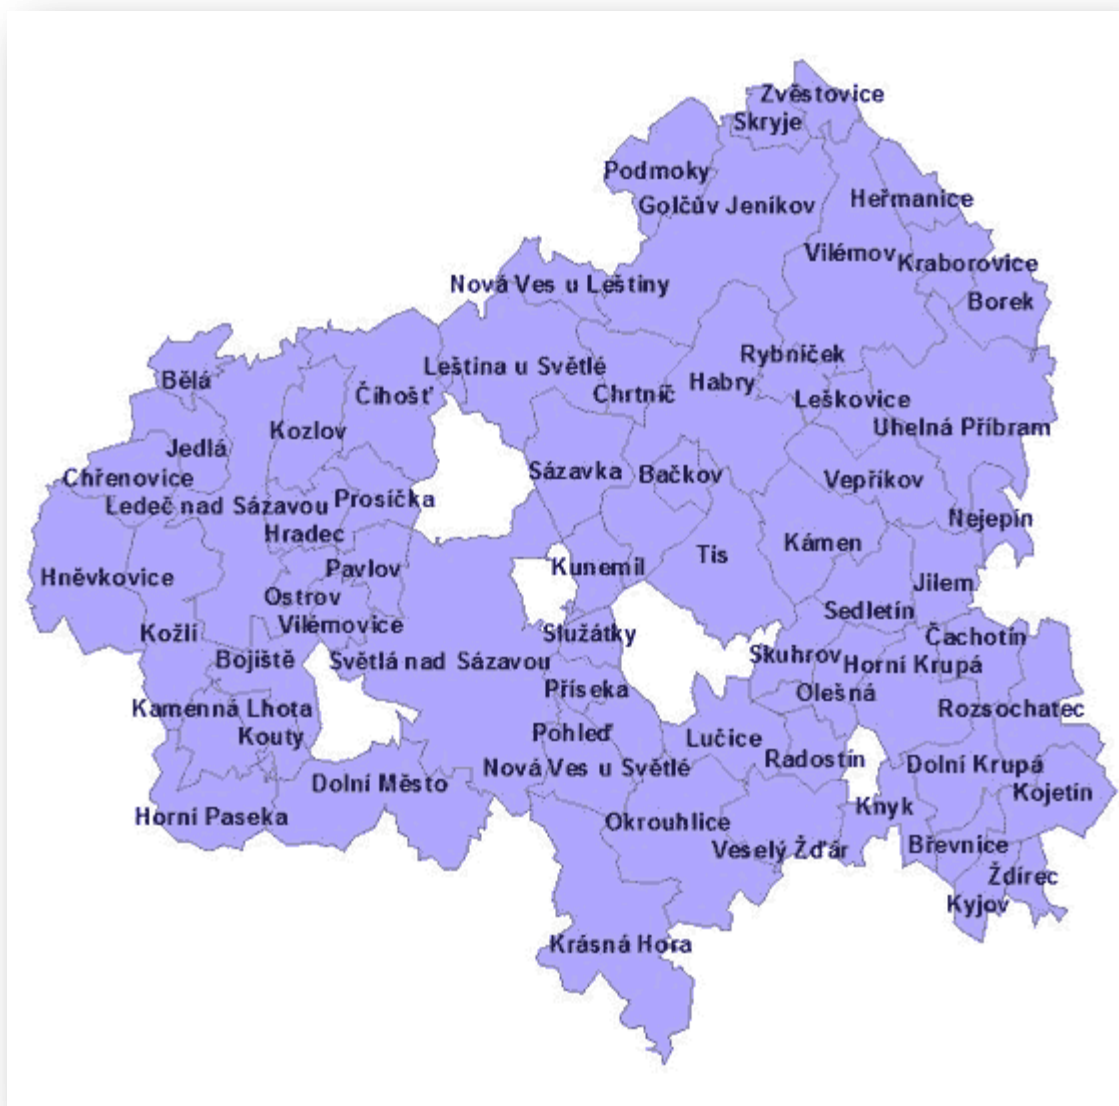 Zvěstovice
Skryje
Podmoky
Heřmanice
Golčův Jeníkov
Vilémov
Kraborovice
Nová Ves u Leštiny
Borek
Rybníček
Leština u Světlé
Bělá
Habry
Číhošť
Chrtníč
Leškovice
Uhelná Příbram
Kozlov
Jedlá
Sázavka
Bačkov
Chřenovice
Vepříkov
Prosíčka
Ledeč nad Sázavou
Nejepín
Hradec
Kámen
Tis
Kunemil
Pavlov
Hněvkovice
Jilem
Ostrov
Sedletín
Vilémovice
Kožlí
Služátky
Čachotín
Skuhrov
Bojiště
Světlá nad Sázavou
Horní Krupá
Příseka
Olešná
Kamenná Lhota
Rozsochatec
Pohleď
Kouty
Lučice
Radostín
Dolní Krupá
Nová Ves u Světlé
Dolní Město
Kojetín
Knyk
Horní Paseka
Okrouhlice
Břevnice
Veselý Žďár
Ždírec
Kyjov
Krásná Hora